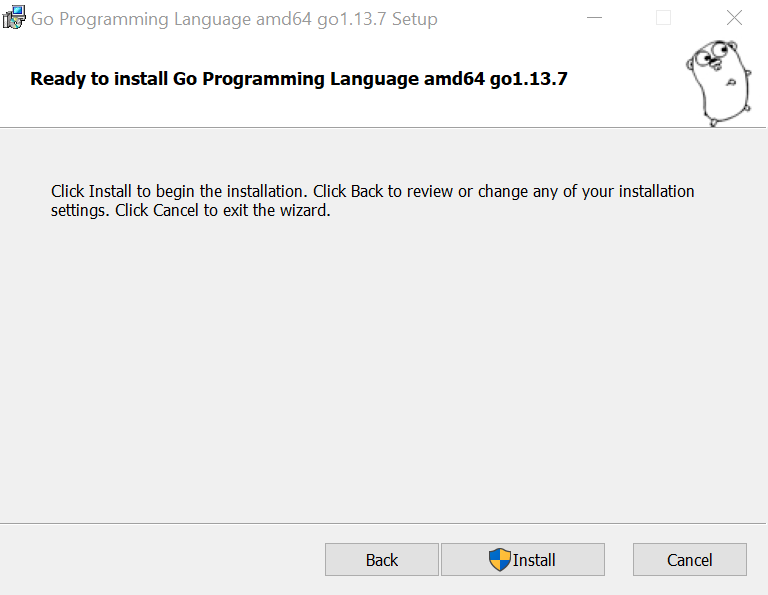 Go Programming Language amd64 go1.13.7 Setup
Ready to install Go Programming Language amd64 go1.13.7
Click Install to begin the installation. Click Back to review or change any of your installation
settings. Click Cancel to exit the wizard.
Back
Install
Cancel